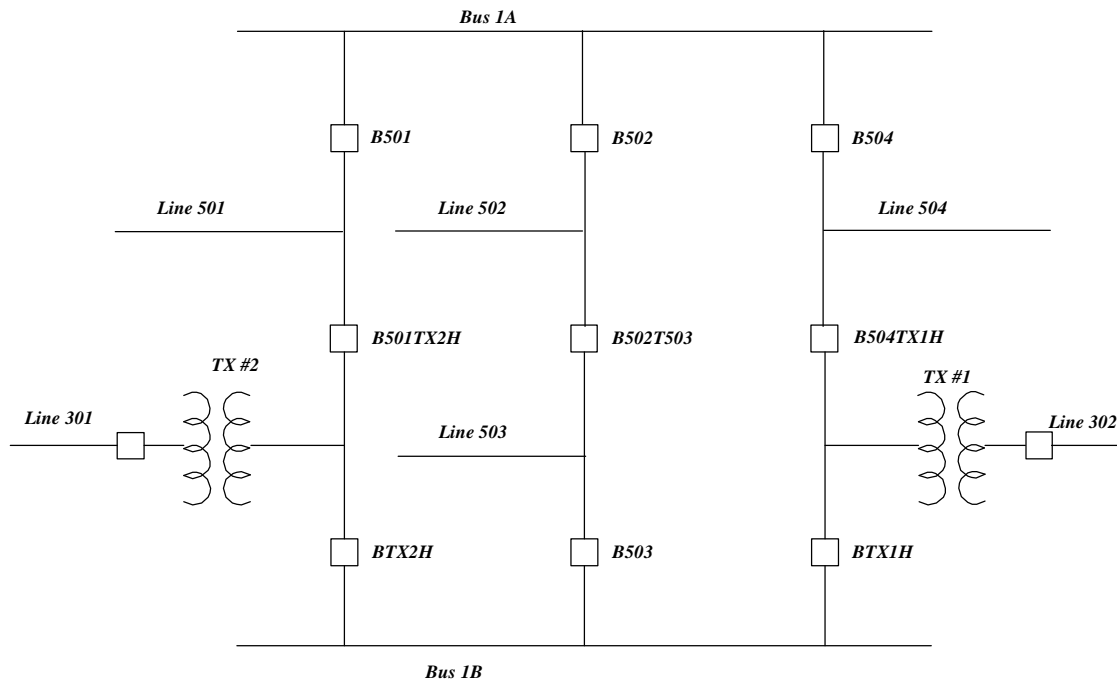 Bus 1A
B501
B502
B504
Line 501
Line 502
Line 504
B501TX2H
B502T503
B504TX1H
TX #2
TX #1
Line 301
Line 503
Line 302
BTX2H
B503
BTX1H
Bus 1B